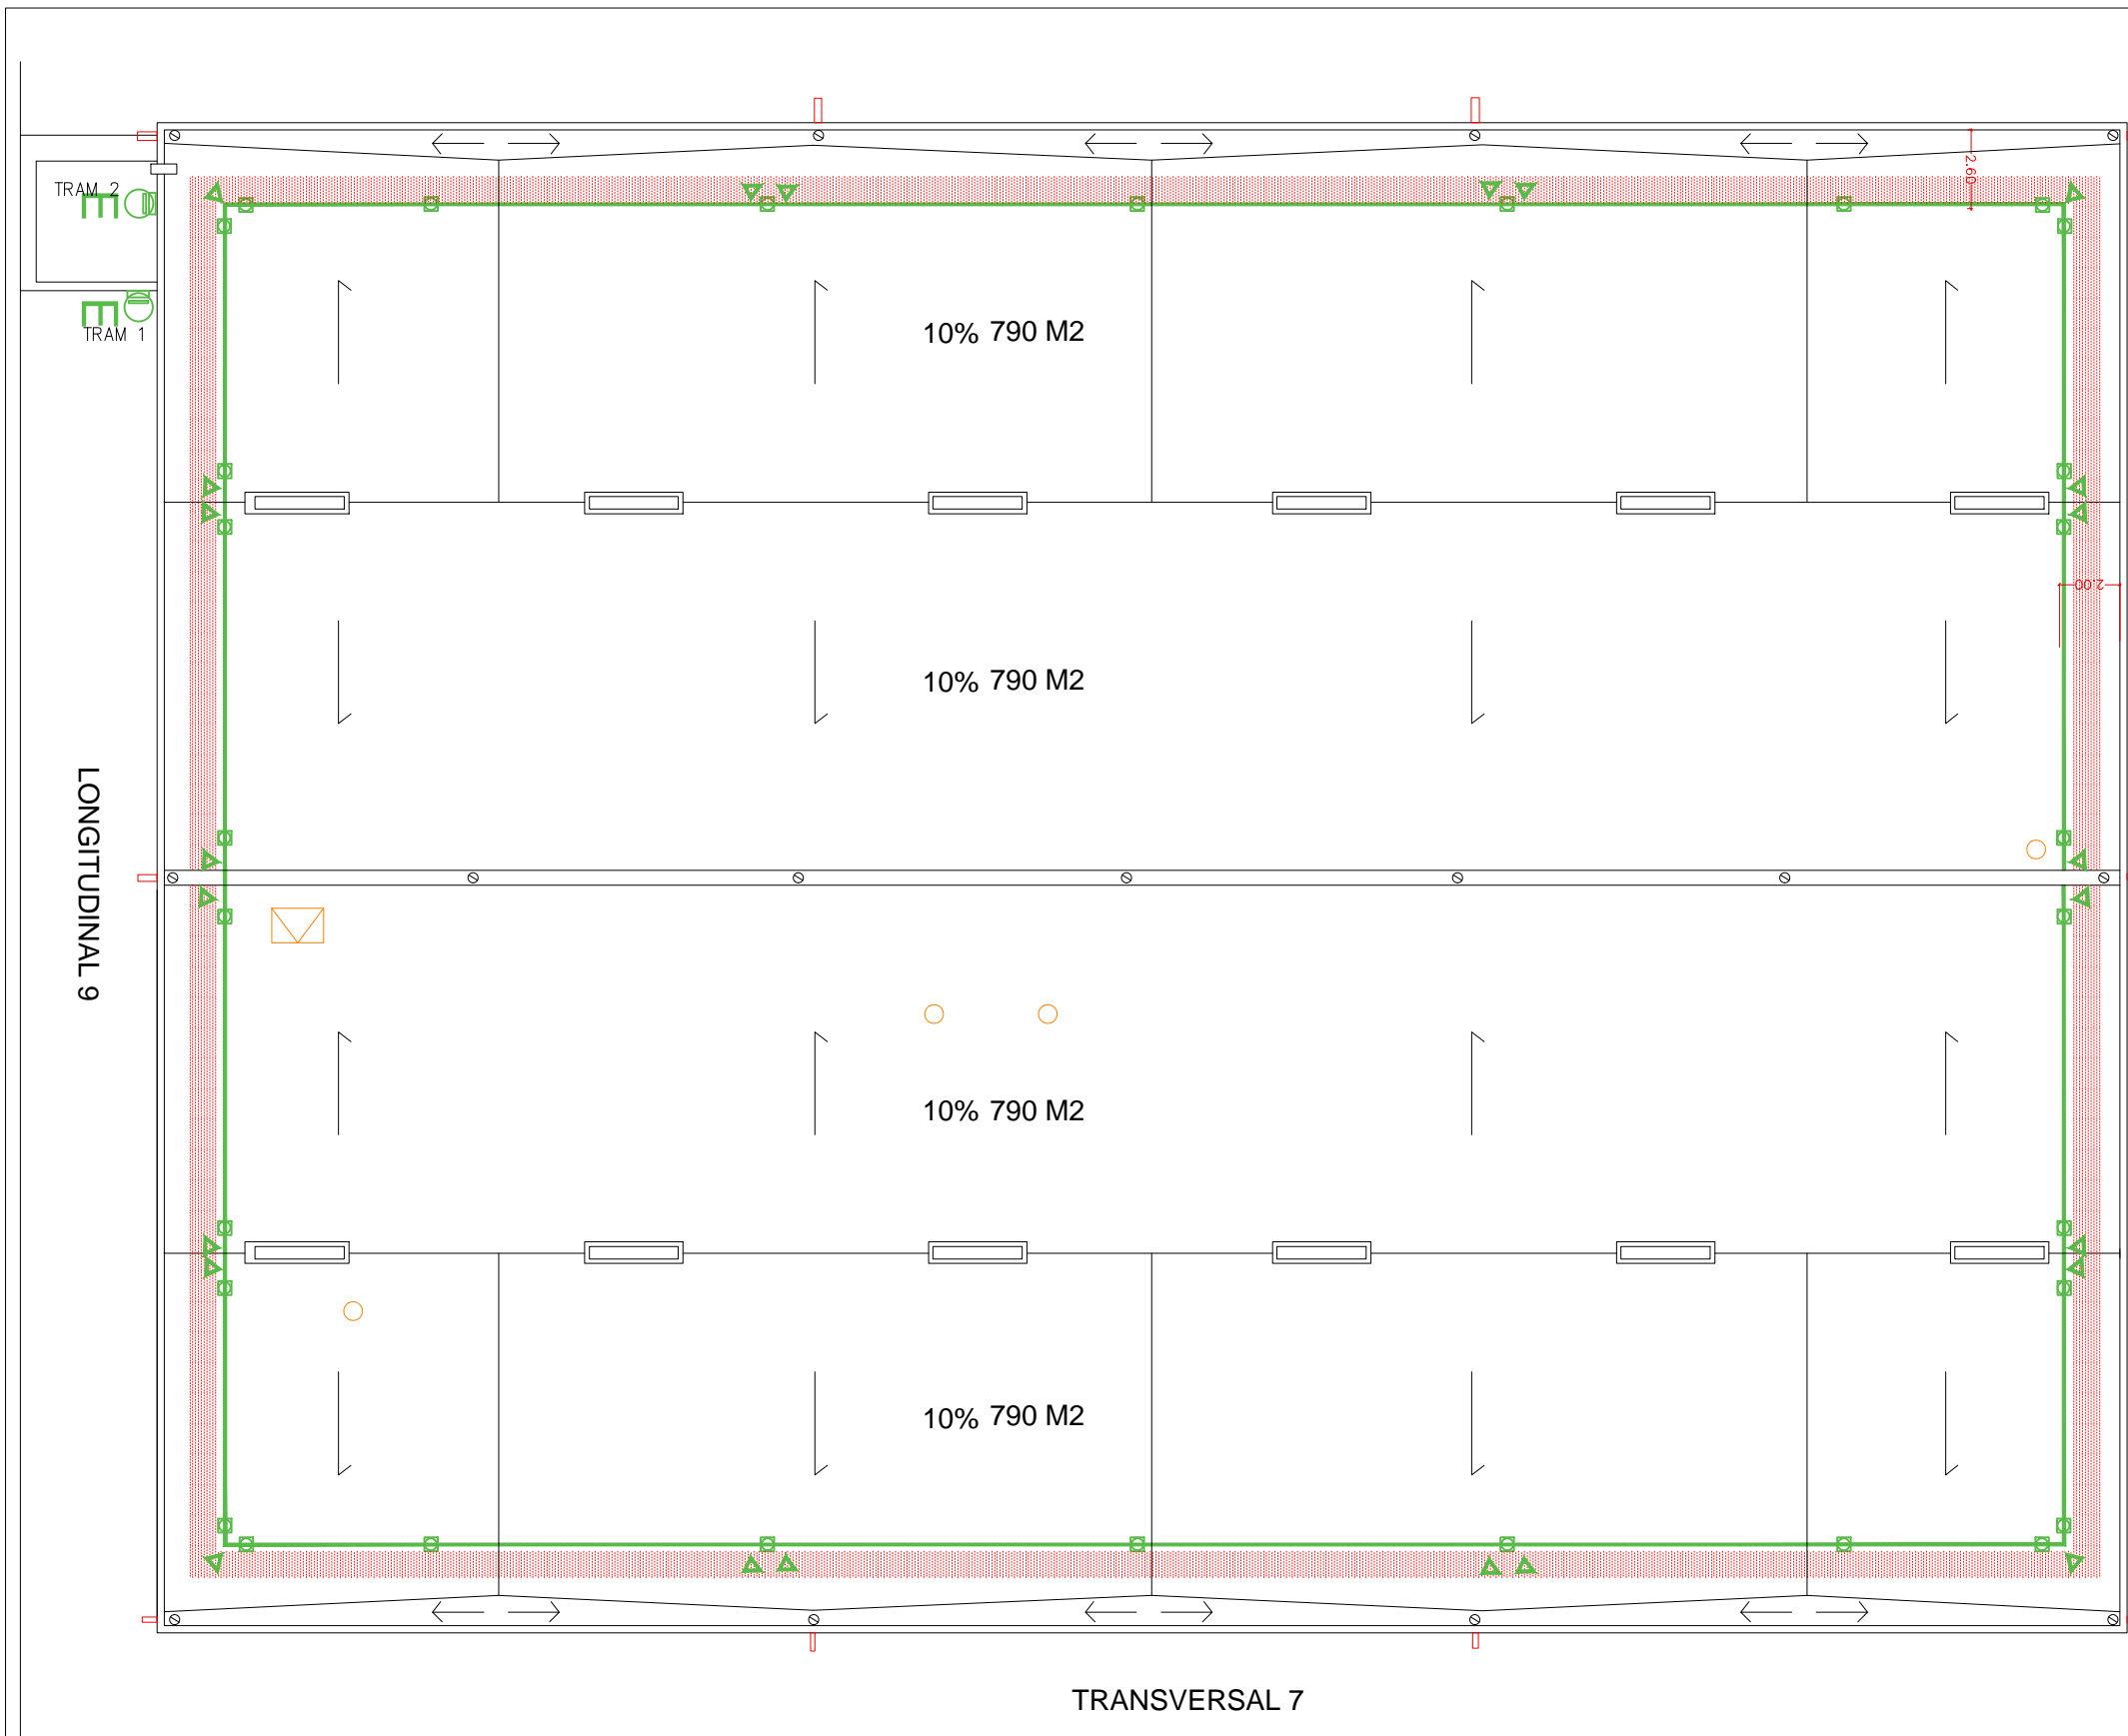 TRAM 2
E
E
TRAM 1
2.60
10% 790 M2
2.00
10% 790 M2
LONGITUDINAL 9
10% 790 M2
10% 790 M2
TRANSVERSAL 7